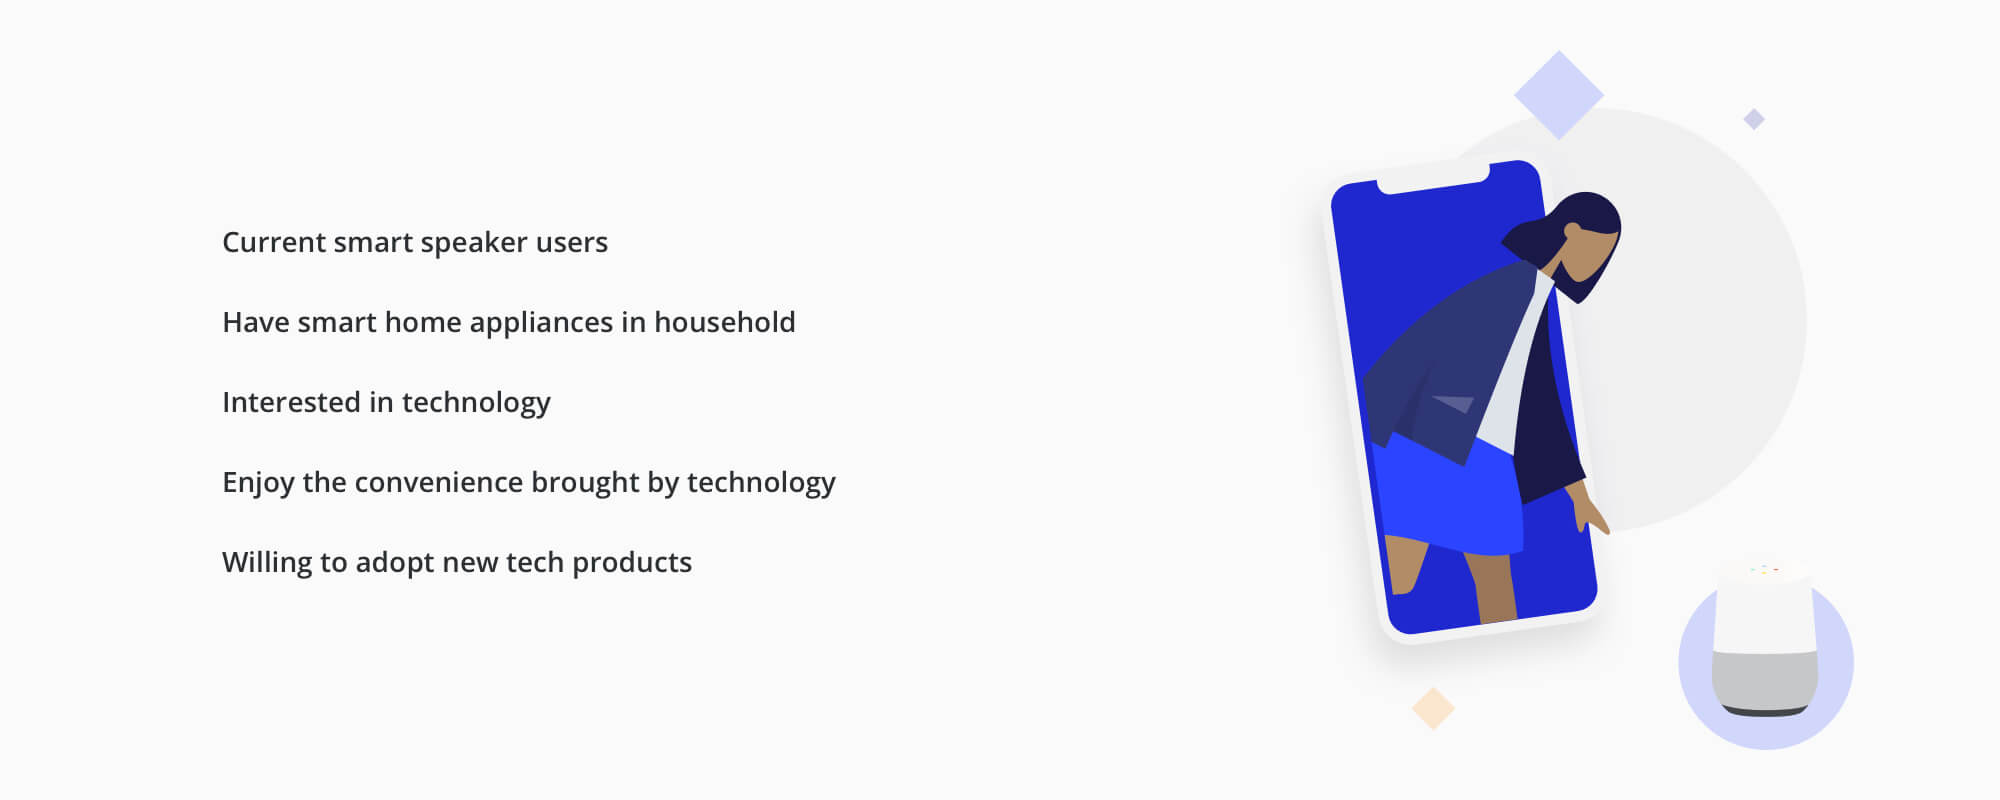 Current smart speaker users
Have smart home appliances in household
Interested in technology
Enjoy the convenience brought by technology
Willing to adopt new tech products